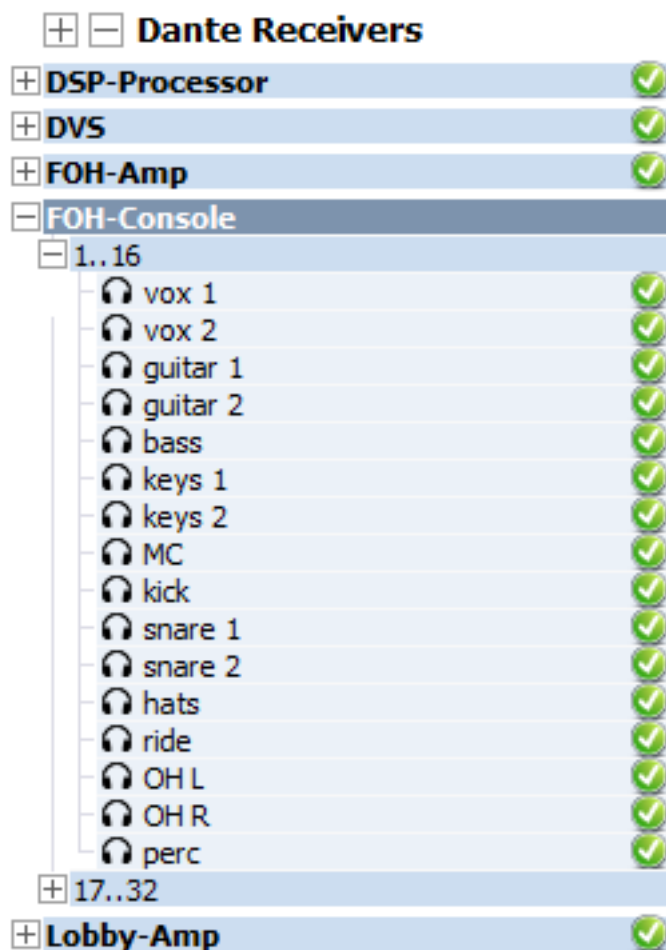 Dante Receivers
DSP-Processor
DVS
FOH-Amp
FOH-Console
1..16
vox 1
vox 2
guitar 1
guitar 2
bass
keys 1
keys 2
MC
kick
snare 1
snare 2
hats
ride
OH L
OH R
perc
17..32
Lobby-Amp